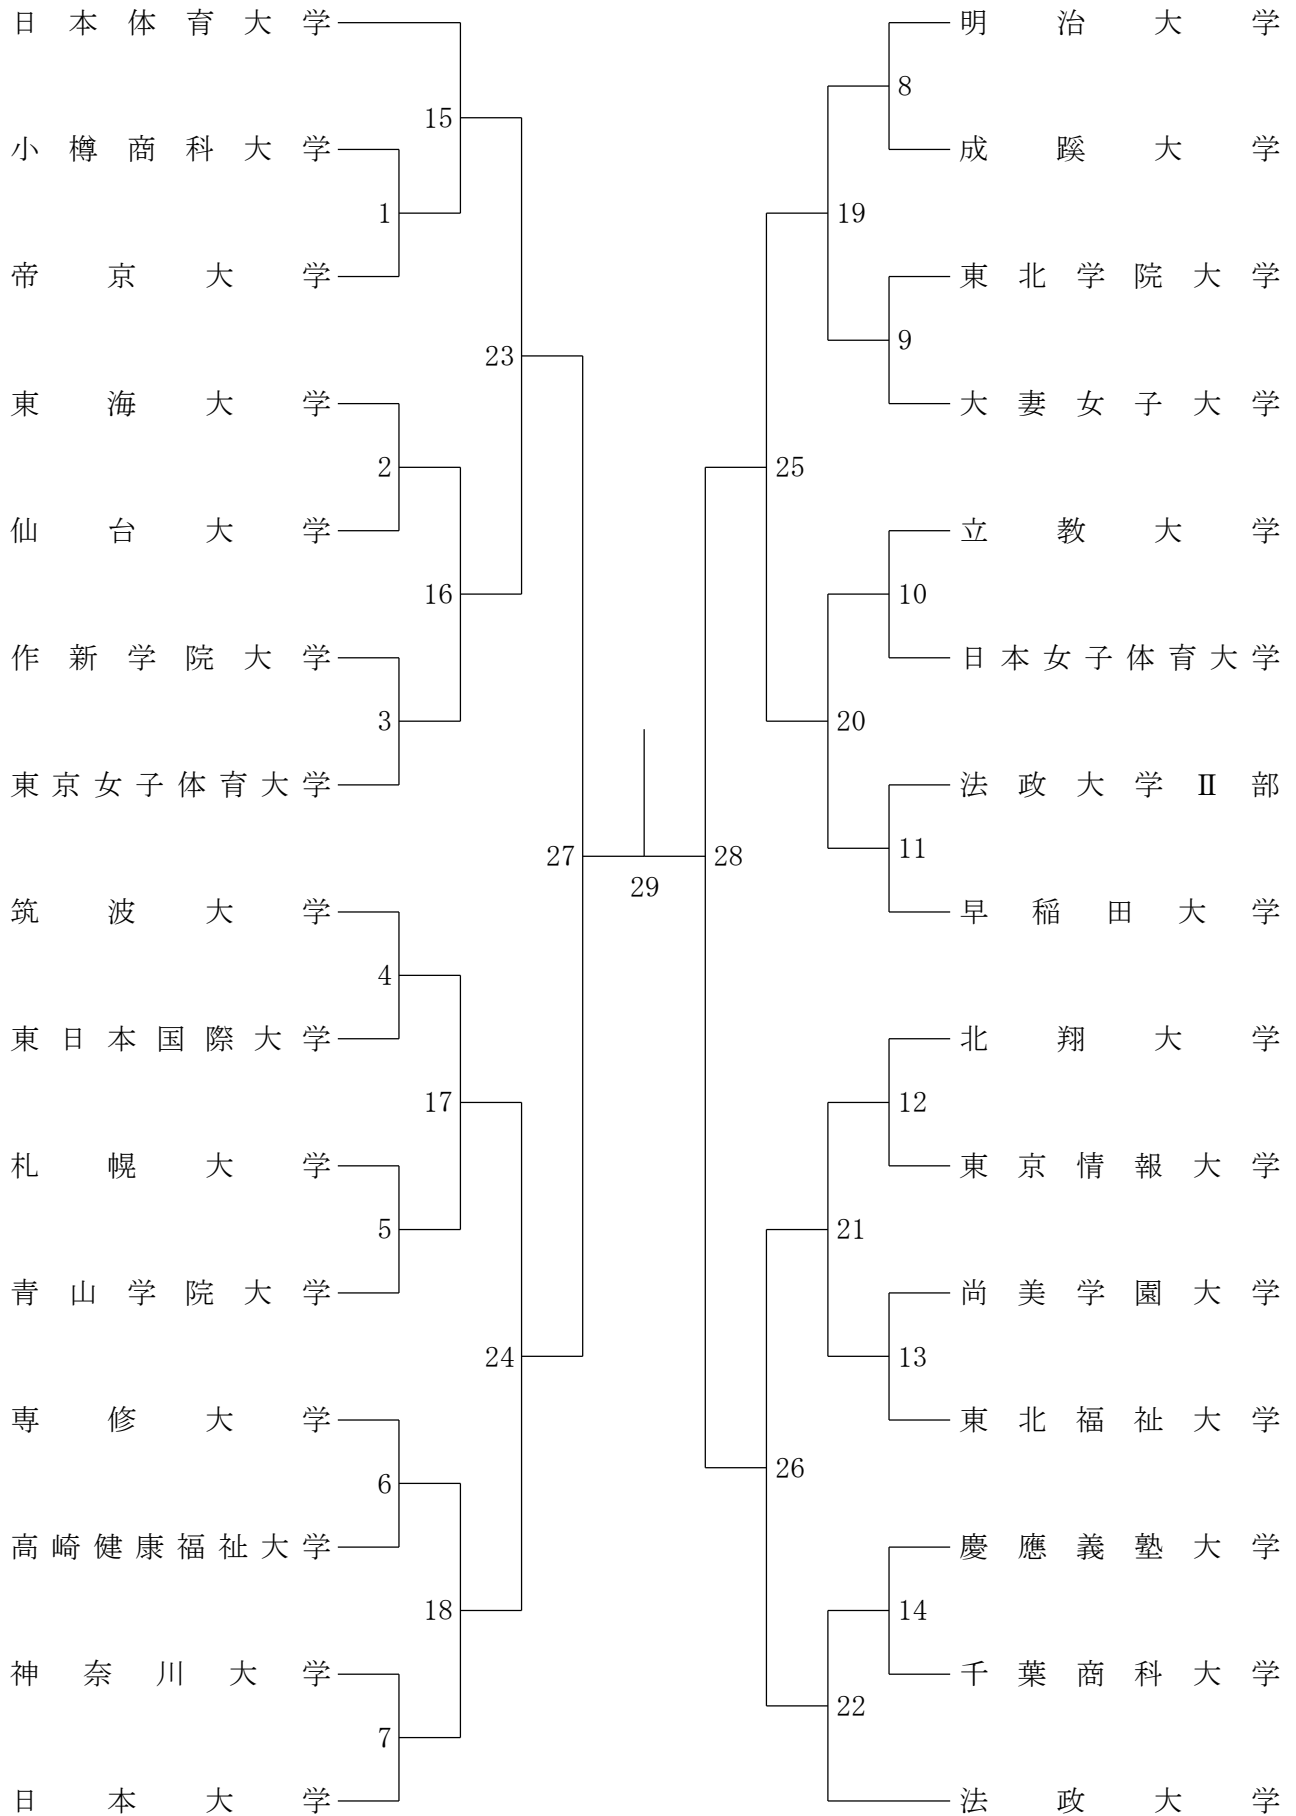 日本体育大学
小樽商科大学
帝京大学
東海大学
仙台大学
作新学院大学
東京女子体育大学
筑波大学
東日本国際大学
札幌大学
青山学院大学
専修大学
高崎健康福祉大学
神奈川大学
日本大学
1
2
3
4
5
6
7
15
16
17
18
23
24
27
29
28
25
26
19
20
21
22
8
9
10
11
12
13
14
明治大学
成蹊大学
東北学院大学
大妻女子大学
立教大学
日本女子体育大学
法政大学Ⅱ部
早稲田大学
北翔大学
東京情報大学
尚美学園大学
東北福祉大学
慶應義塾大学
千葉商科大学
法政大学